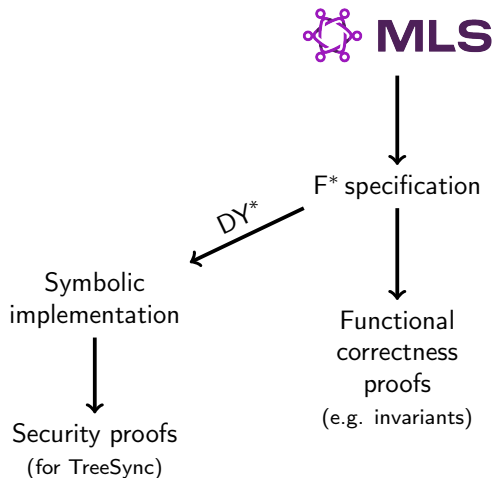 MLS
F* specification
DY*
Symbolic
implementation
Functional
correctness
proofs
(e.g. invariants)
Security proofs
(for TreeSync)